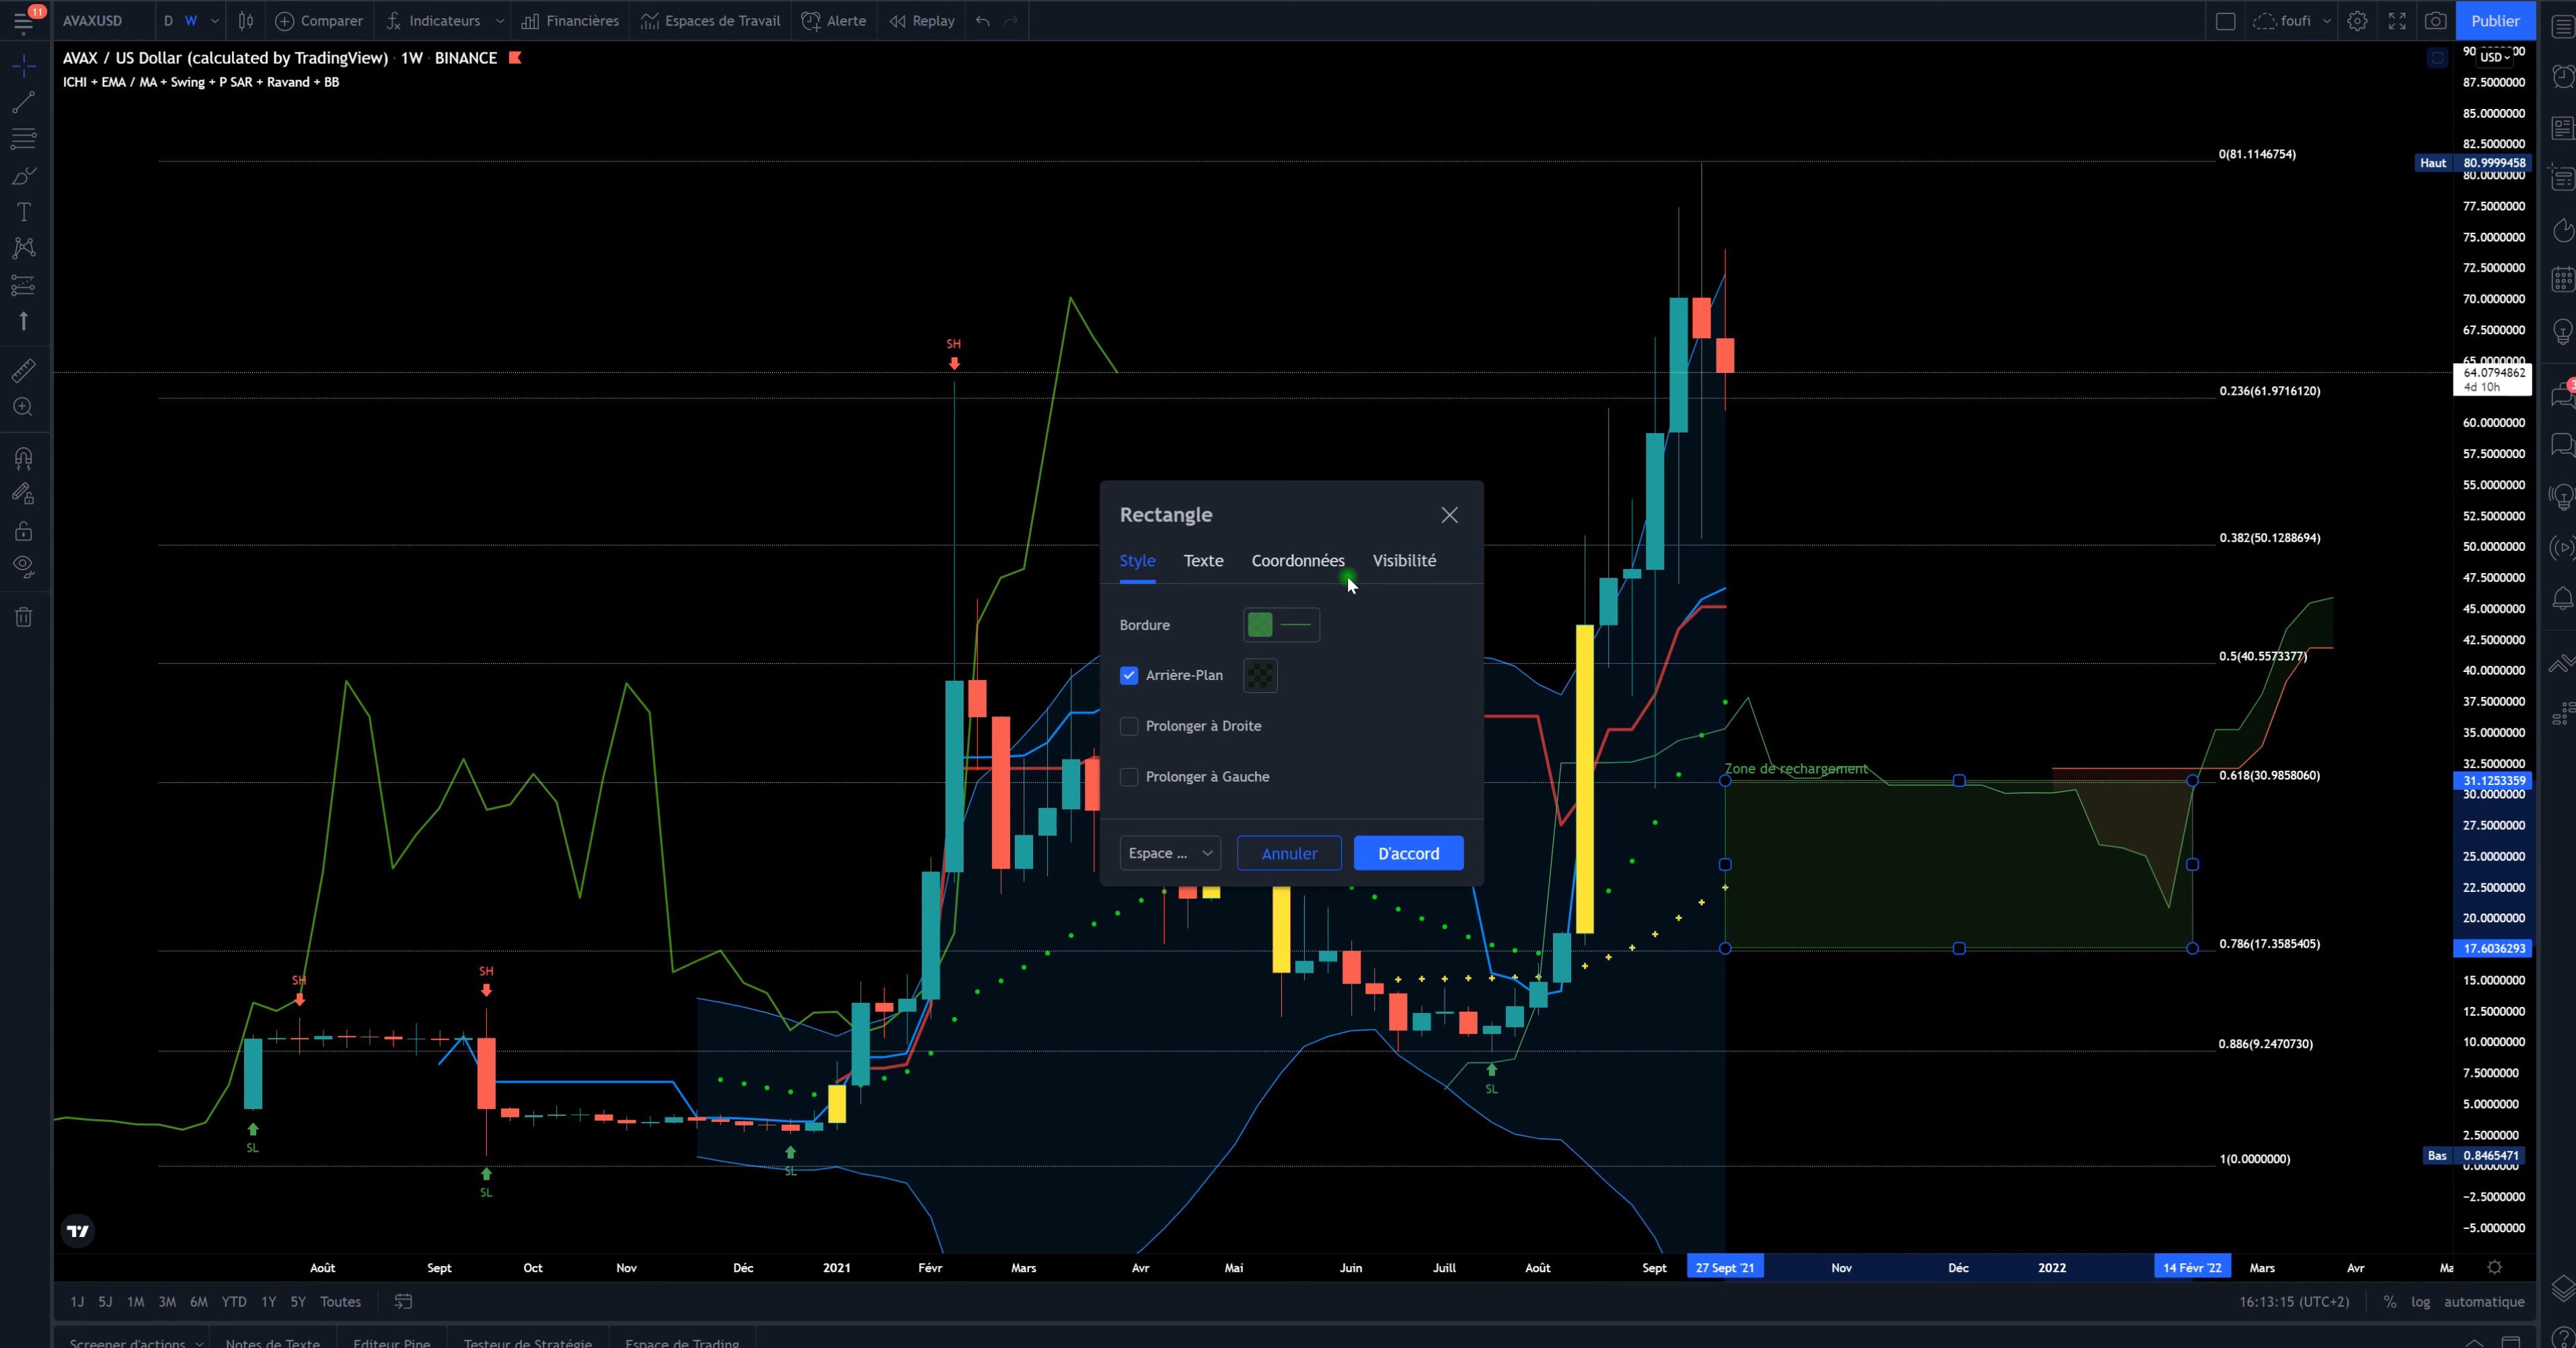 11
AVAXUSD D W Comparer Indicateurs Financières Espaces de Travail Alerte Replay foufi Publier
AVAX / US Dollar (calculated by TradingView) · 1W · BINANCE
ICHI + EMA / MA + Swing + P SAR + Ravand + BB
USD
87.5000000
85.0000000
82.5000000
0(81.1146754)
Haut 80.9999458
80.0000000
77.5000000
75.0000000
72.5000000
70.0000000
67.5000000
65.0000000
64.0794862
4d 10h
0.236(61.9716120)
60.0000000
57.5000000
55.0000000
52.5000000
0.382(50.1288694)
50.0000000
47.5000000
45.0000000
42.5000000
0.5(40.5573377)
40.0000000
37.5000000
35.0000000
32.5000000
Zone de rechargement
0.618(30.9858060)
31.1253359
30.0000000
27.5000000
25.0000000
22.5000000
20.0000000
0.786(17.3585405)
17.6036293
15.0000000
12.5000000
10.0000000
0.886(9.2470730)
7.5000000
5.0000000
2.5000000
Bas 0.8465471
1(0.0000000)
0.0000000
−2.5000000
−5.0000000
SH
SH
SH
SL
SL
SL
SL
Rectangle
Style Texte Coordonnées Visibilité
Bordure
Arrière-Plan
Prolonger à Droite
Prolonger à Gauche
Espace ... Annuler D'accord
Août Sept Oct Nov Déc 2021 Févr Mars Avr Mai Juin Juill Août Sept 27 Sept '21 Nov Déc 2022 14 Févr '22 Mars Avr
1J 5J 1M 3M 6M YTD 1Y 5Y Toutes 16:13:15 (UTC+2) % log automatique
Screener d'actions Notes de Texte Editeur Pine Testeur de Stratégie Espace de Trading